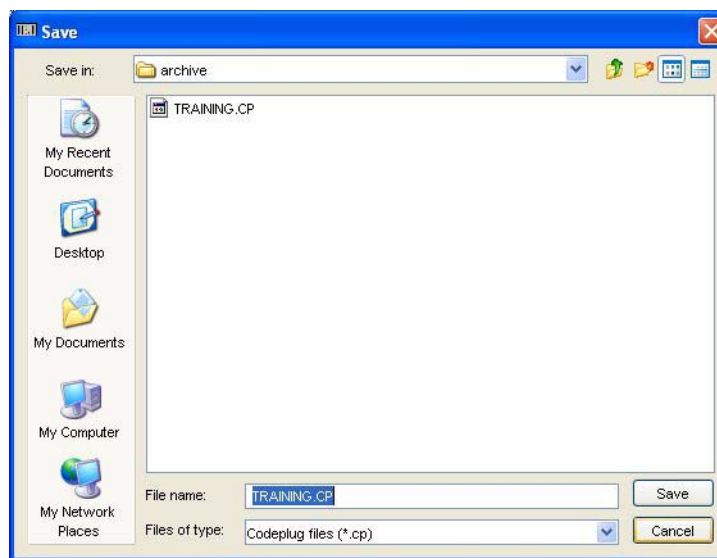 Save
Save in:
archive
TRAINING.CP
My Recent
Documents
Desktop
My Documents
My Computer
My Network
Places
File name:
TRAINING.CP
Save
Files of type:
Codeplug files (*.cp)
Cancel